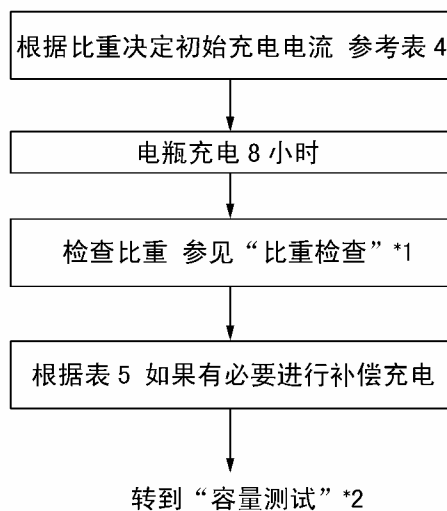 根据比重决定初始充电电流 参考表 4
电瓶充电 8 小时
检查比重 参见“比重检查”*1
根据表 5 如果有必要进行补偿充电
转到“容量测试”*2